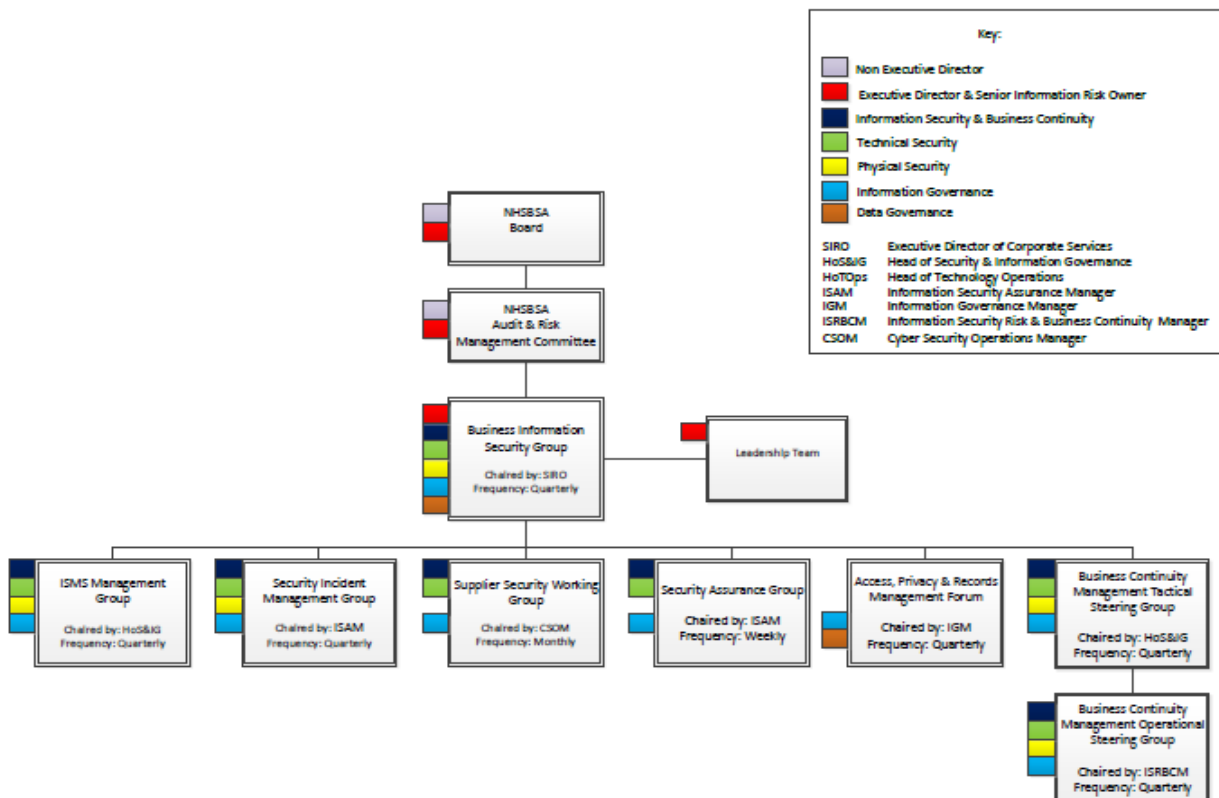 Key:
Non Executive Director
Executive Director & Senior Information Risk Owner
Information Security & Business Continuity
Technical Security
Physical Security
Information Governance
Data Governance
SIRO Executive Director of Corporate Services
HoS&IG Head of Security & Information Governance
HoTOps Head of Technology Operations
ISAM Information Security Assurance Manager
IGM Information Governance Manager
ISRBCM Information Security Risk & Business Continuity Manager
CSOM Cyber Security Operations Manager
NHSBSA
Board
NHSBSA
Audit & Risk
Management Committee
Business Information
Security Group
Chaired by: SIRO
Frequency: Quarterly
Leadership Team
ISMS Management
Group
Chaired by: HoS&IG
Frequency: Quarterly
Security Incident
Management Group
Chaired by: ISAM
Frequency: Quarterly
Supplier Security Working
Group
Chaired by: CSOM
Frequency: Monthly
Security Assurance Group
Chaired by: ISAM
Frequency: Weekly
Access, Privacy & Records
Management Forum
Chaired by: IGM
Frequency: Quarterly
Business Continuity
Management Tactical
Steering Group
Chaired by: HoS&IG
Frequency: Quarterly
Business Continuity
Management Operational
Steering Group
Chaired by: ISRBCM
Frequency: Quarterly